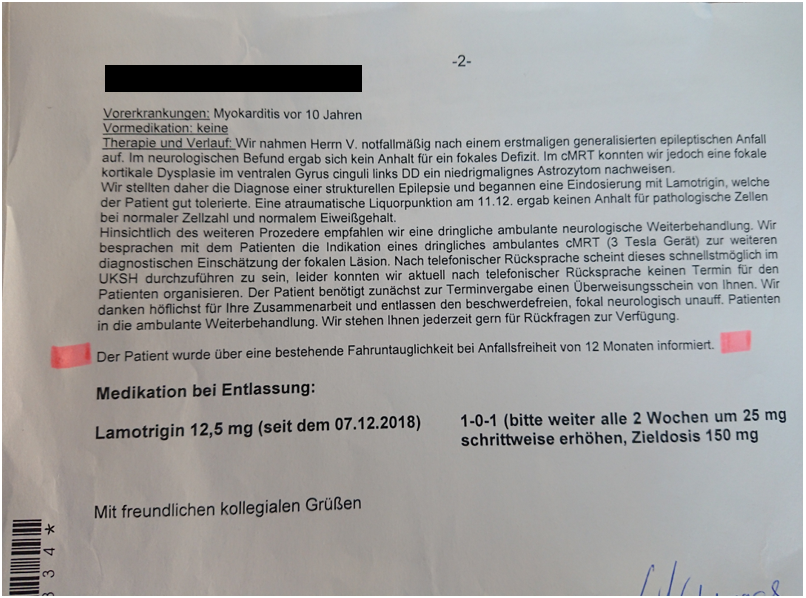 -2-
Vorerkrankungen: Myokarditis vor 10 Jahren
Vormedikation: keine
Therapie und Verlauf: Wir nahmen Herrn V. notfallmäßig nach einem erstmaligen generalisierten epileptischen Anfall
auf. Im neurologischen Befund ergab sich kein Anhalt für ein fokales Defizit. Im cMRT konnten wir jedoch eine fokale
kortikale Dysplasie im ventralen Gyrus cinguli links DD ein niedrigmalignes Astrozytom nachweisen.
Wir stellten daher die Diagnose einer strukturellen Epilepsie und begannen eine Eindosierung mit Lamotrigin, welche
der Patient gut tolerierte. Eine atraumatische Liquorpunktion am 11.12. ergab keinen Anhalt für pathologische Zellen
bei normaler Zellzahl und normalem Eiweißgehalt.
Hinsichtlich des weiteren Prozedere empfahlen wir eine dringliche ambulante neurologische Weiterbehandlung. Wir
besprachen mit dem Patienten die Indikation eines dringliches ambulantes cMRT (3 Tesla Gerät) zur weiteren
diagnostischen Einschätzung der fokalen Läsion. Nach telefonischer Rücksprache scheint dieses schnellstmöglich im
UKSH durchzuführen zu sein, leider konnten wir aktuell nach telefonischer Rücksprache keinen Termin für den
Patienten organisieren. Der Patient benötigt zunächst zur Terminvergabe einen Überweisungsschein von Ihnen. Wir
danken höflichst für Ihre Zusammenarbeit und entlassen den beschwerdefreien, fokal neurologisch unauff. Patienten
in die ambulante Weiterbehandlung. Wir stehen Ihnen jederzeit gern für Rückfragen zur Verfügung.
Der Patient wurde über eine bestehende Fahruntauglichkeit bei Anfallsfreiheit von 12 Monaten informiert.
Medikation bei Entlassung:
Lamotrigin 12,5 mg (seit dem 07.12.2018) 1-0-1 (bitte weiter alle 2 Wochen um 25 mg
schrittweise erhöhen, Zieldosis 150 mg
Mit freundlichen kollegialen Grüßen
3 4 *